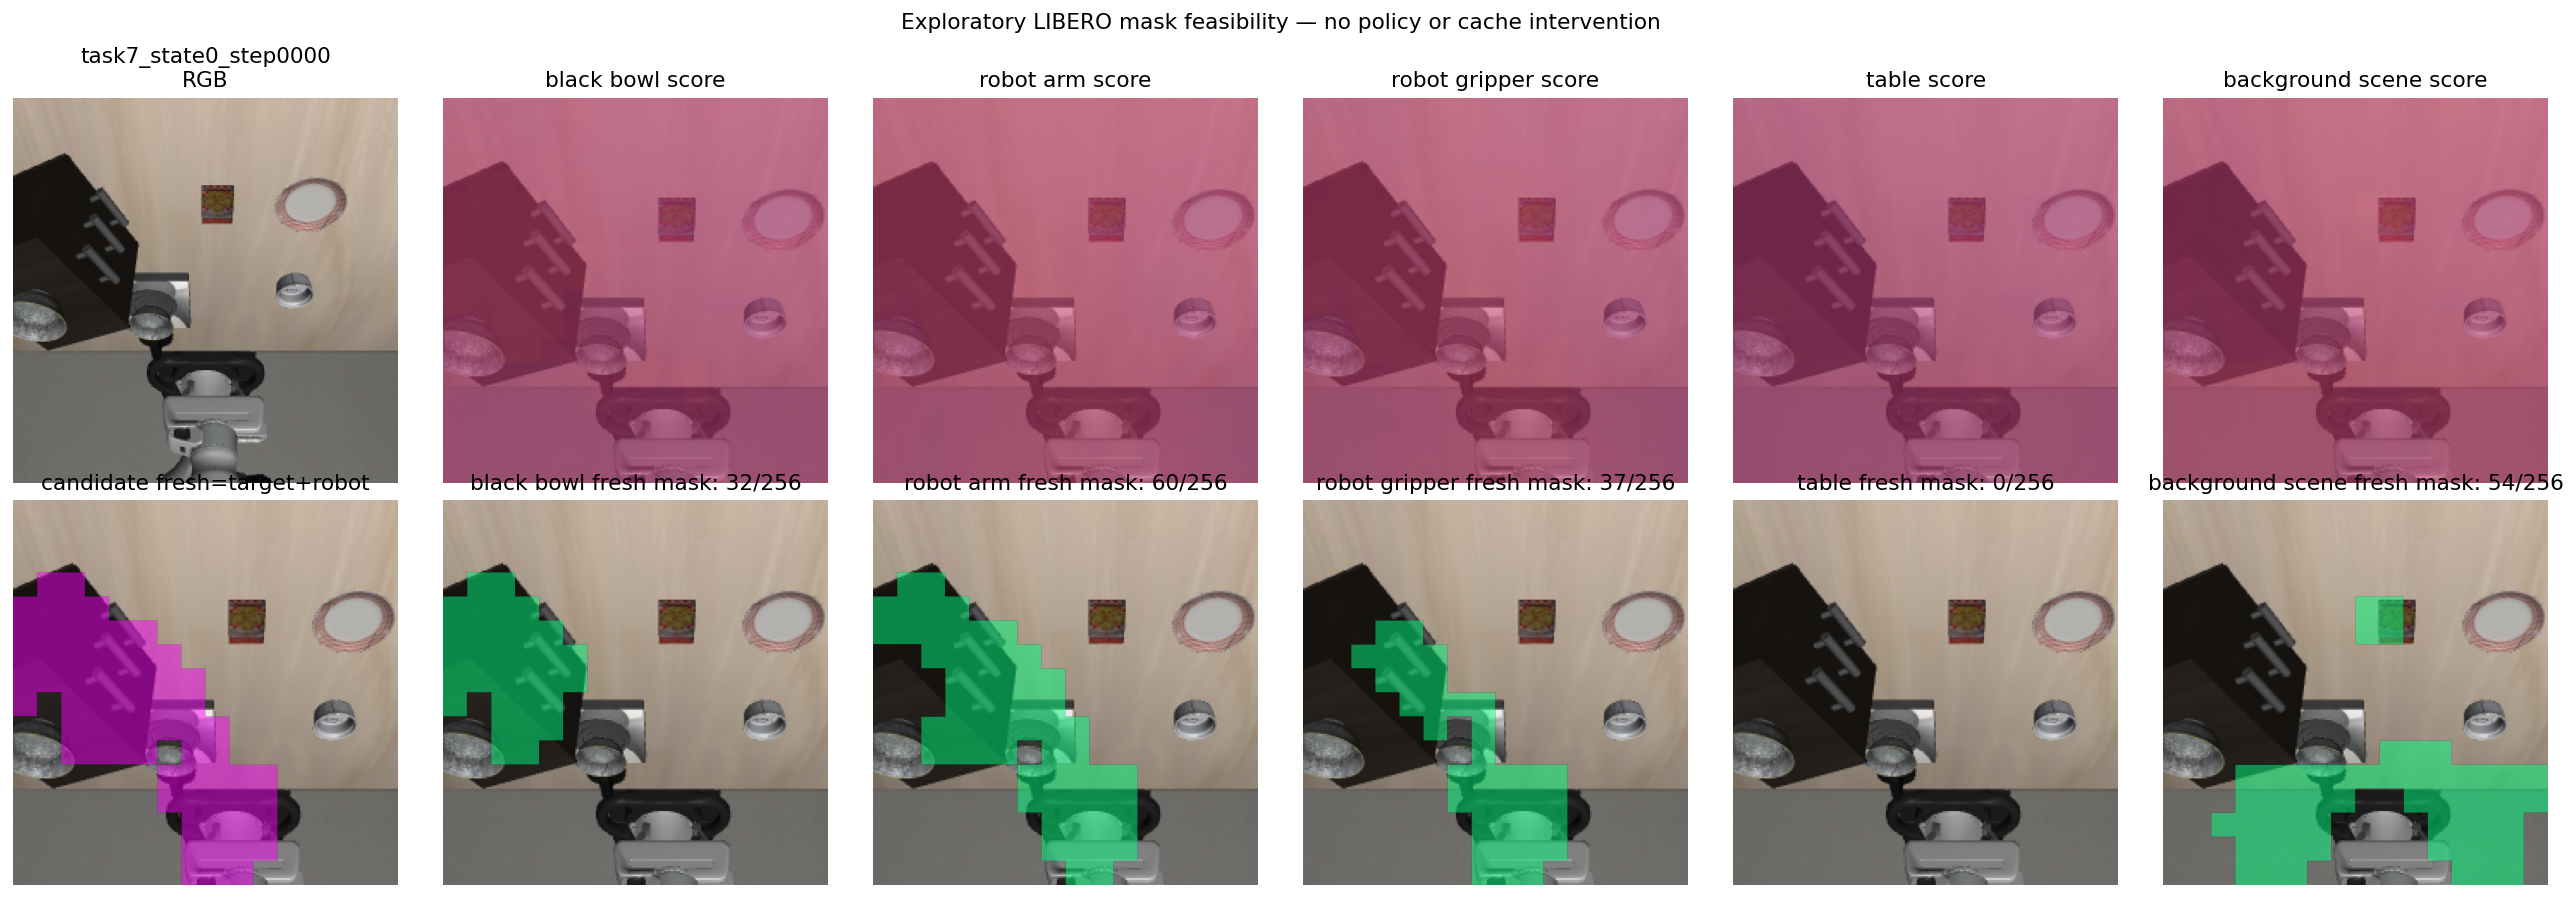 Exploratory LIBERO mask feasibility — no policy or cache intervention
task7_state0_step0000
RGB
black bowl score
robot arm score
robot gripper score
table score
background scene score
candidate fresh=target+robot
black bowl fresh mask: 32/256
robot arm fresh mask: 60/256
robot gripper fresh mask: 37/256
table fresh mask: 0/256
background scene fresh mask: 54/256